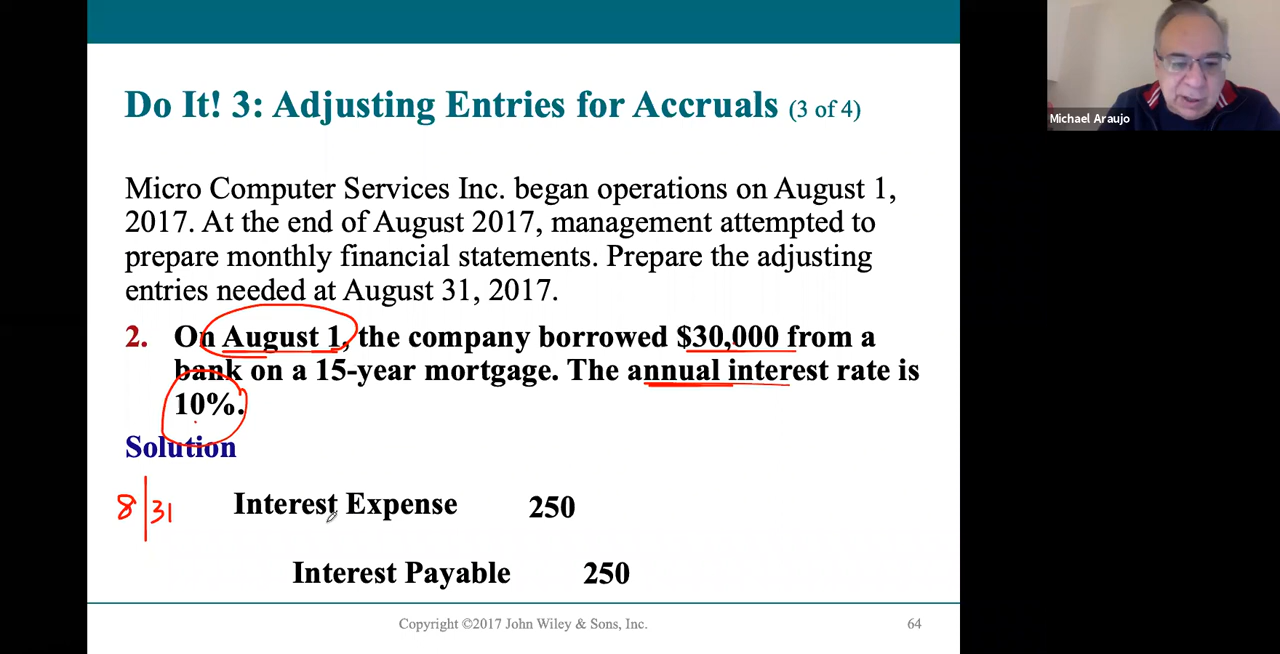 Do It! 3: Adjusting Entries for Accruals (3 of 4)
Michael Araujo
Micro Computer Services Inc. began operations on August 1,
2017. At the end of August 2017, management attempted to
prepare monthly financial statements. Prepare the adjusting
entries needed at August 31, 2017.
2. On August 1, the company borrowed $30,000 from a
bank on a 15-year mortgage. The annual interest rate is
10%.
Solution
8 31 Interest Expense 250
Interest Payable 250
Copyright ©2017 John Wiley & Sons, Inc. 64